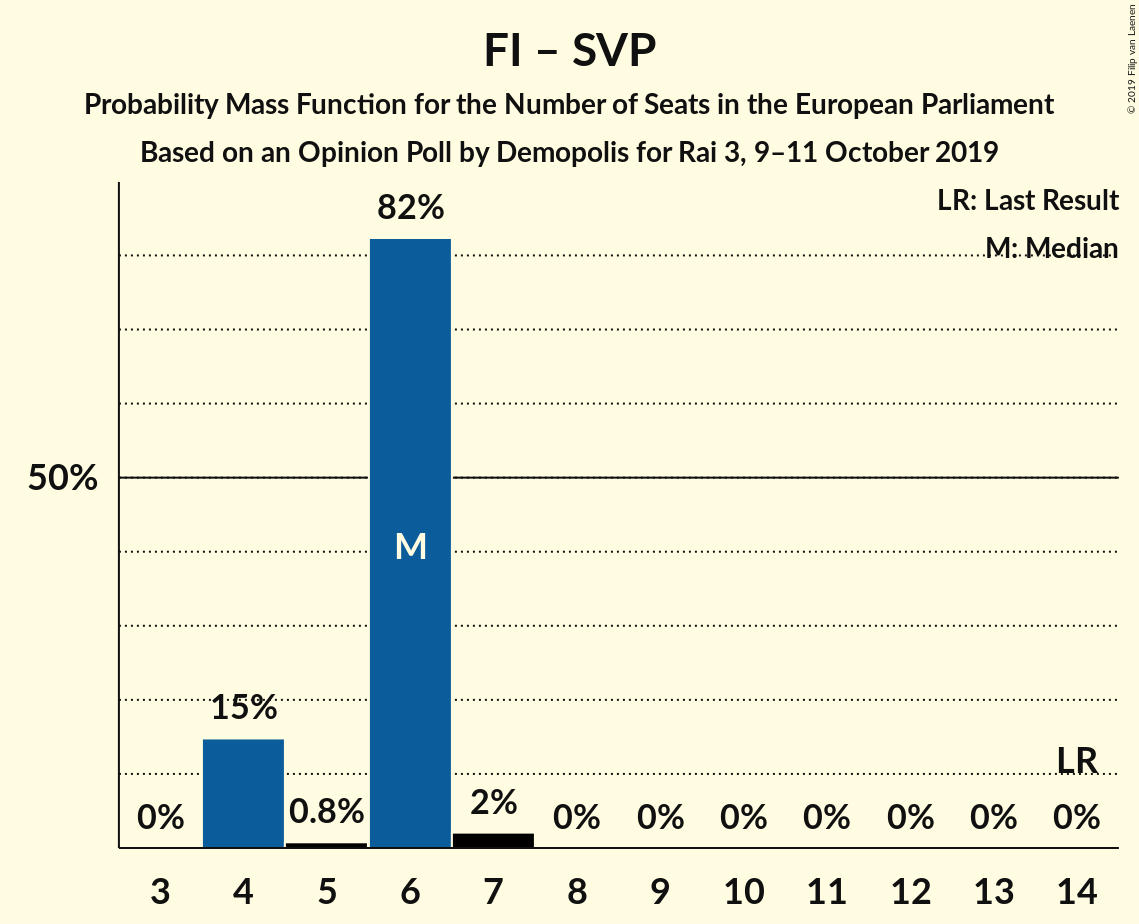 FI – SVP
Probability Mass Function for the Number of Seats in the European Parliament
Based on an Opinion Poll by Demopolis for Rai 3, 9–11 October 2019
© 2019 Filip van Laenen
LR: Last Result
M: Median
82%
50%
M
15%
LR
0%
0.8%
2%
0%
0%
0%
0%
0%
0%
0%
3 4 5 6 7 8 9 10 11 12 13 14